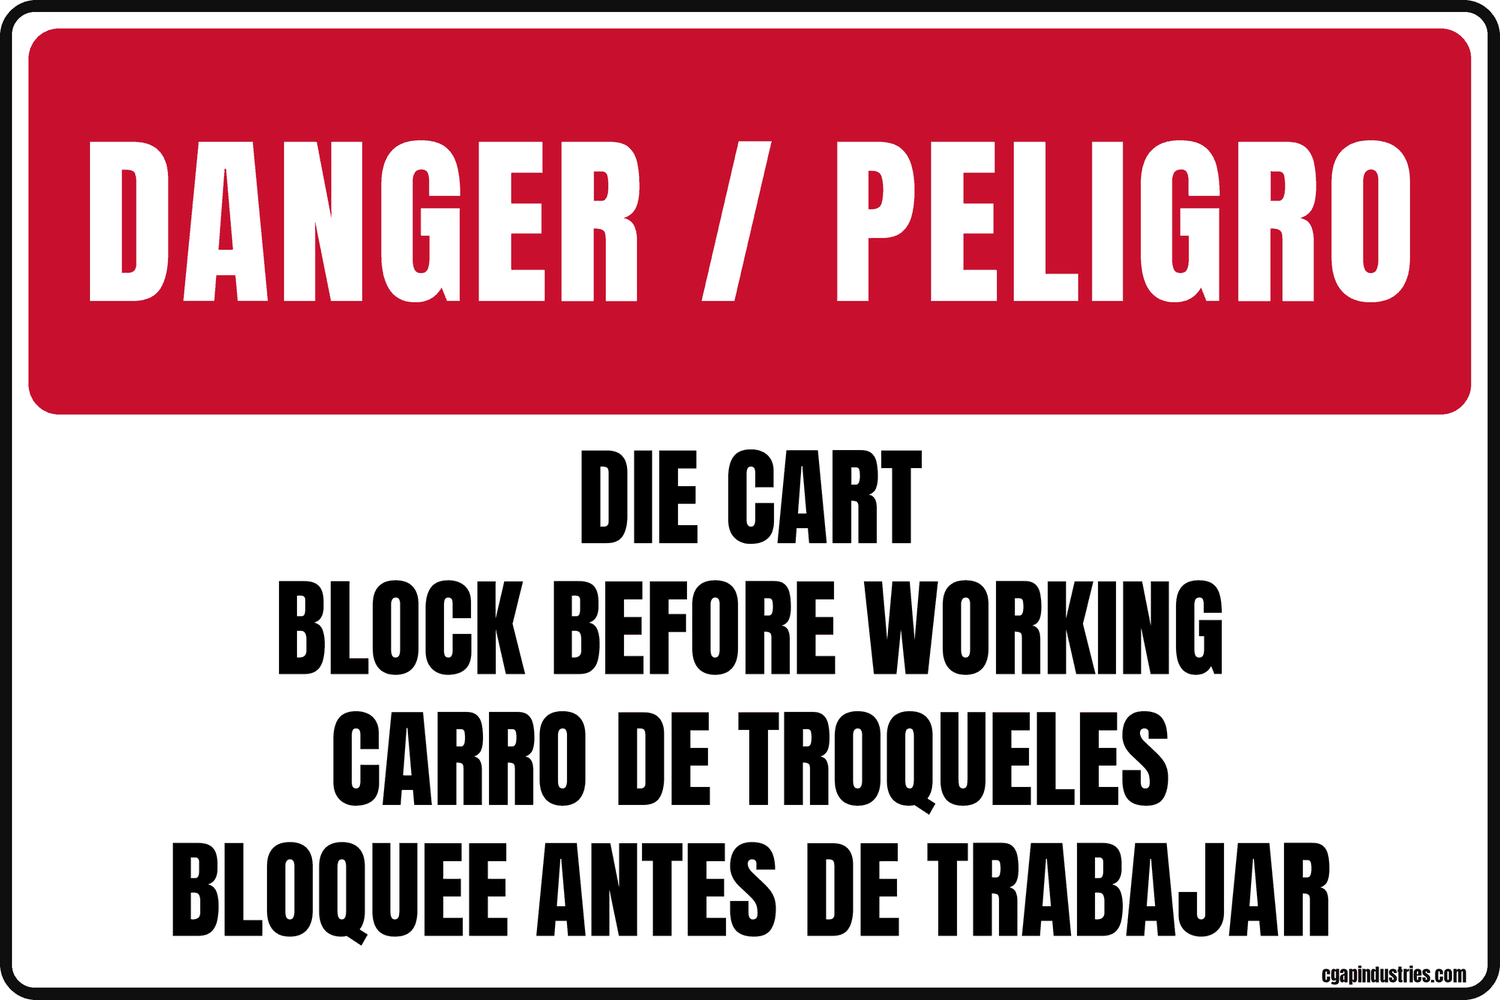 DANGER / PELIGRO
DIE CART
BLOCK BEFORE WORKING
CARRO DE TROQUELES
BLOQUEE ANTES DE TRABAJAR
cgapindustries.com